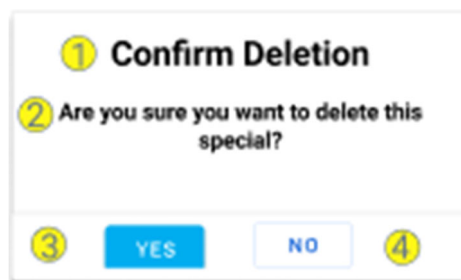 1 Confirm Deletion
2 Are you sure you want to delete this
special?
3 YES NO 4